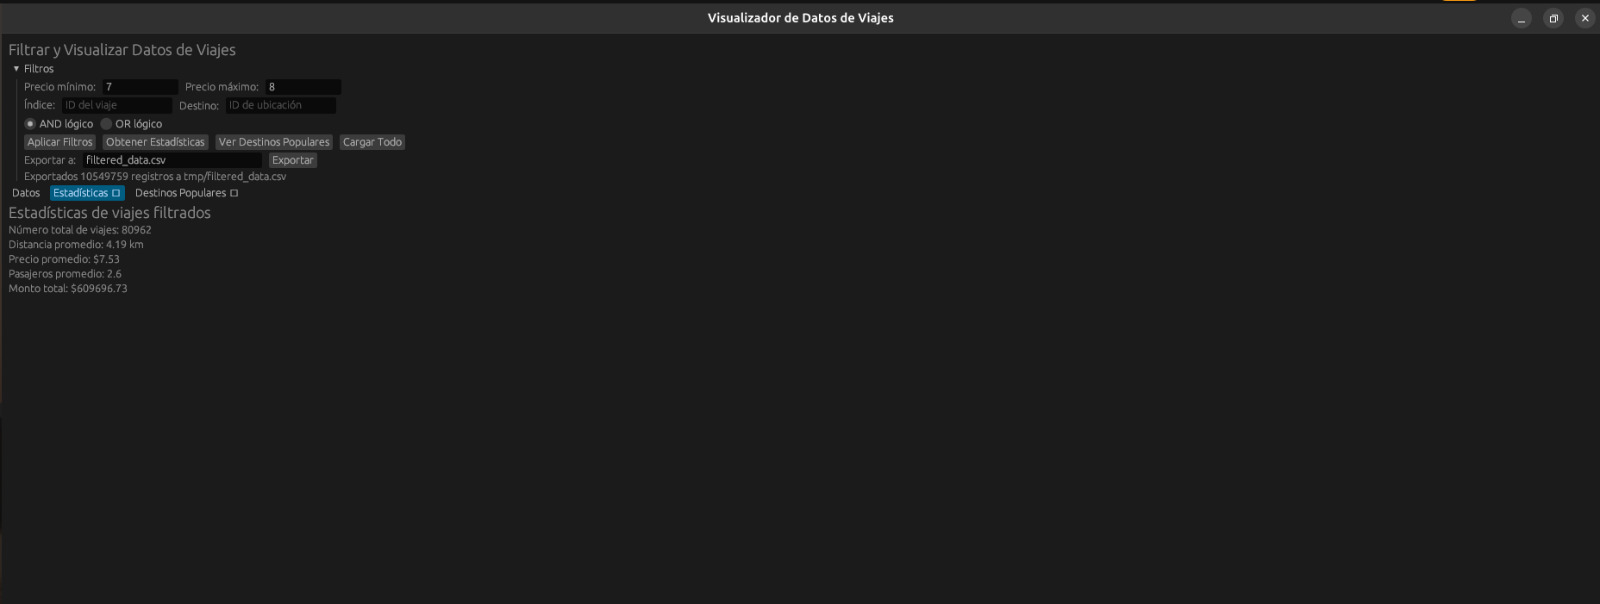 Visualizador de Datos de Viajes
Filtrar y Visualizar Datos de Viajes
Filtros
Precio mínimo: 7 Precio máximo: 8
Índice: ID del viaje Destino: ID de ubicación
AND lógico OR lógico
Aplicar Filtros Obtener Estadísticas Ver Destinos Populares Cargar Todo
Exportar a: filtered_data.csv Exportar
Exportados 10549759 registros a tmp/filtered_data.csv
Datos Estadísticas Destinos Populares
Estadísticas de viajes filtrados
Número total de viajes: 80962
Distancia promedio: 4.19 km
Precio promedio: $7.53
Pasajeros promedio: 2.6
Monto total: $609696.73